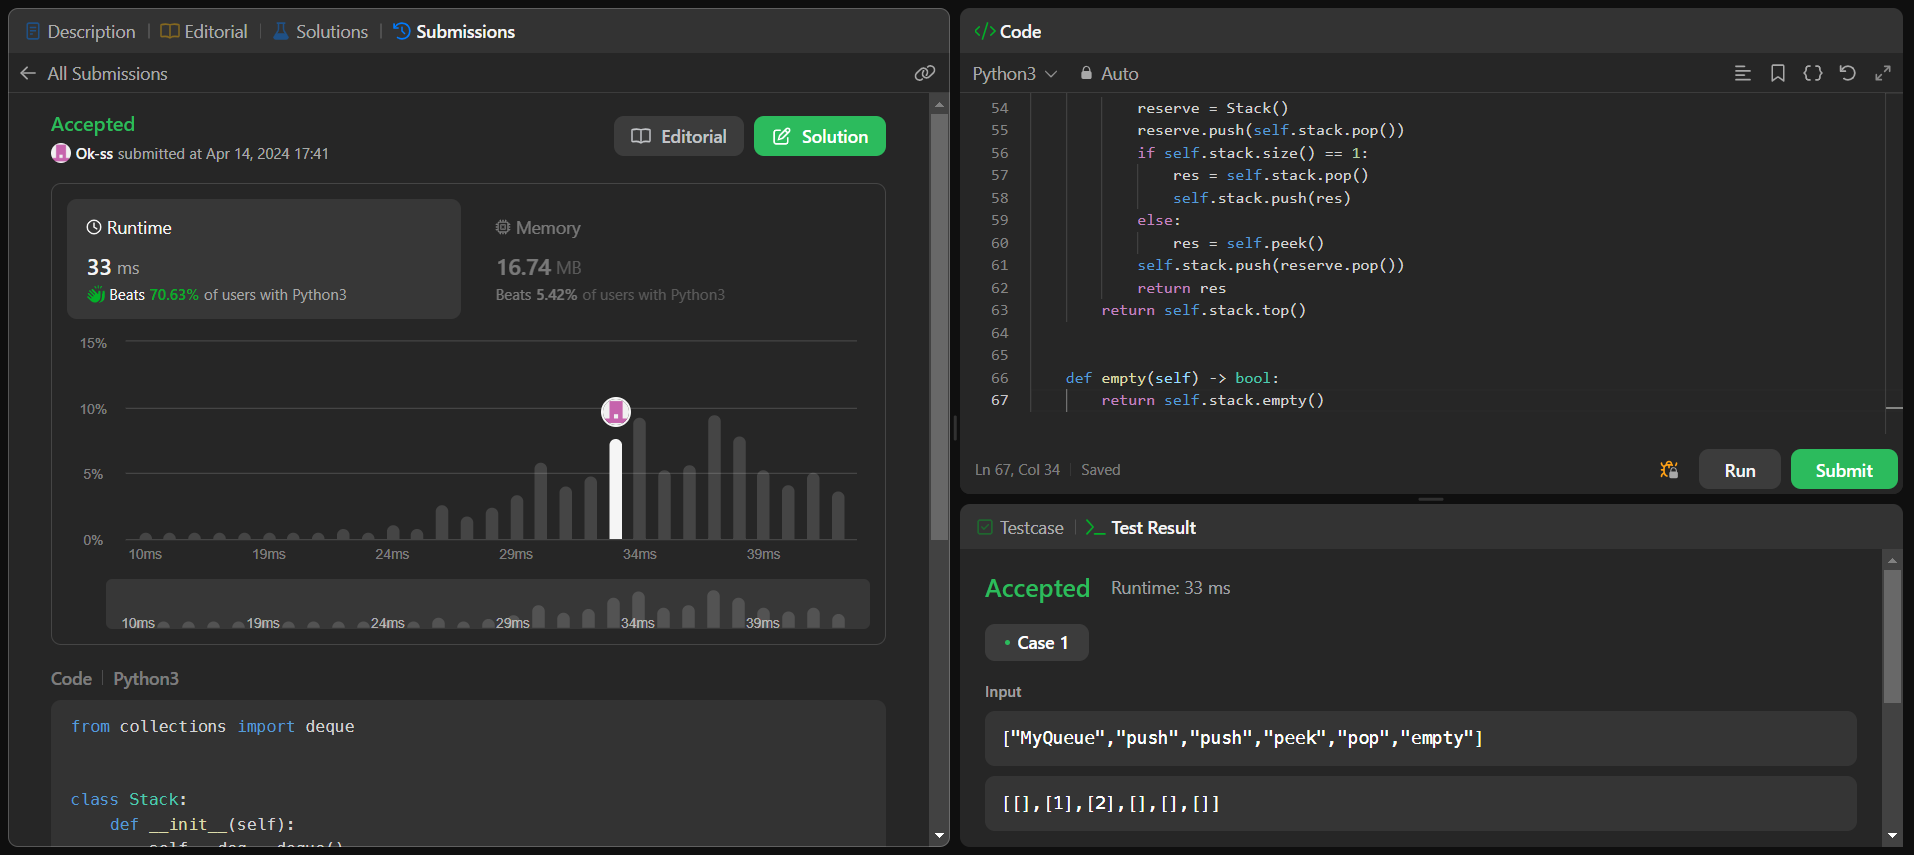 Description
Editorial
Solutions
Submissions
All Submissions
Accepted
Ok-ss submitted at Apr 14, 2024 17:41
Editorial
Solution
Runtime
33 ms
Beats 70.63% of users with Python3
Memory
16.74 MB
Beats 5.42% of users with Python3
15%
10%
5%
0%
10ms 19ms 24ms 29ms 34ms 39ms
10ms 19ms 24ms 29ms 34ms 39ms
Code
Python3
from collections import deque
class Stack:
def __init__(self):
Code
Python3
Auto
54 reserve = Stack()
55 reserve.push(self.stack.pop())
56 if self.stack.size() == 1:
57 res = self.stack.pop()
58 self.stack.push(res)
59 else:
60 res = self.peek()
61 self.stack.push(reserve.pop())
62 return res
63 return self.stack.top()
64
65
66 def empty(self) -> bool:
67 return self.stack.empty()
Ln 67, Col 34
Saved
Run
Submit
Testcase
Test Result
Accepted Runtime: 33 ms
Case 1
Input
["MyQueue","push","push","peek","pop","empty"]
[[],[1],[2],[],[],[]]